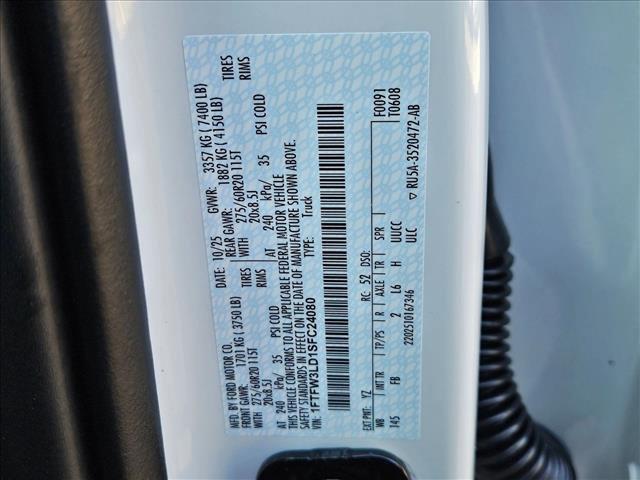 MFD. BY FORD MOTOR CO. DATE: 10/25 GVWR: 3357 KG (7400 LB)
FRONT GAWR: 1701 KG (3750 LB) REAR GAWR: 1882 KG (4150 LB)
WITH 275/60R20 115T TIRES WITH 275/60R20 115T TIRES
20x8.5J RIMS 20x8.5J RIMS
AT 240 kPa/ 35 PSI COLD AT 240 kPa/ 35 PSI COLD
THIS VEHICLE CONFORMS TO ALL APPLICABLE FEDERAL MOTOR VEHICLE
SAFETY STANDARDS IN EFFECT ON THE DATE OF MANUFACTURE SHOWN ABOVE.
VIN: 1FTFW3LD1SFC24080 TYPE: Truck
F0091
EXT PNT: YZ RC: 52 DSO: T0608
WB INT TR TP/PS R AXLE TR SPR
145 FB 2 L6 H UUCC
ULC
2202510167346
▽ RU5A-3520472-AB